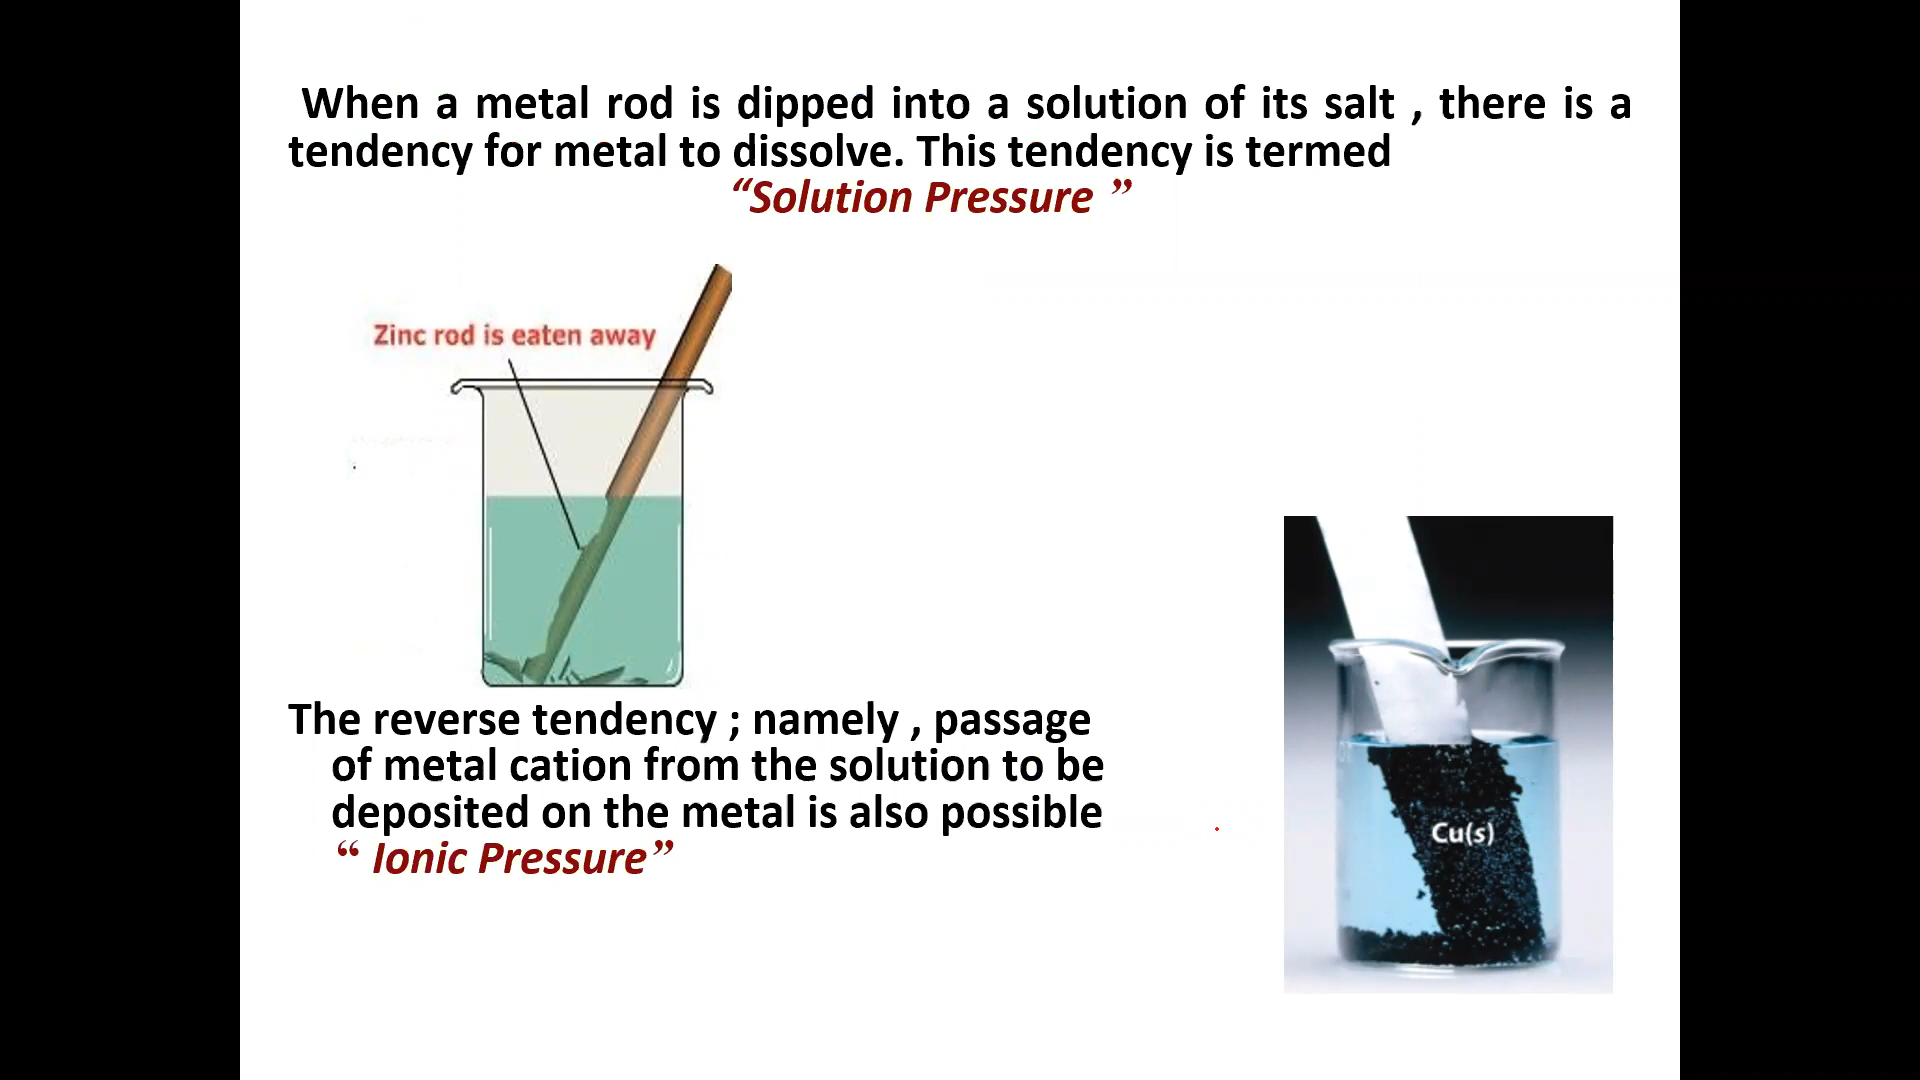 When a metal rod is dipped into a solution of its salt , there is a
tendency for metal to dissolve. This tendency is termed
“Solution Pressure ”
Zinc rod is eaten away
The reverse tendency ; namely , passage
of metal cation from the solution to be
deposited on the metal is also possible
“ Ionic Pressure”
Cu(s)